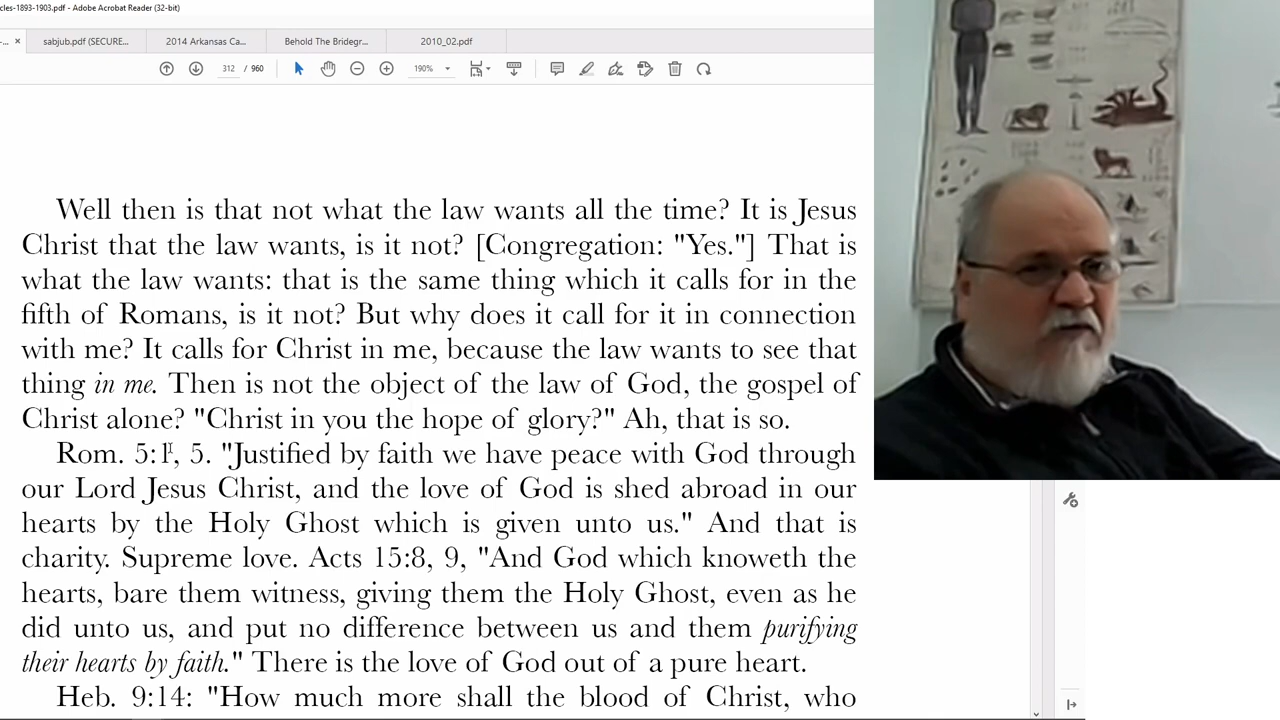 cles-1893-1903.pdf - Adobe Acrobat Reader (32-bit)
sabjub.pdf (SECURE... 2014 Arkansas Ca... Behold The Bridegr... 2010_02.pdf
312 / 960 190%
Well then is that not what the law wants all the time? It is Jesus
Christ that the law wants, is it not? [Congregation: "Yes."] That is
what the law wants: that is the same thing which it calls for in the
fifth of Romans, is it not? But why does it call for it in connection
with me? It calls for Christ in me, because the law wants to see that
thing in me. Then is not the object of the law of God, the gospel of
Christ alone? "Christ in you the hope of glory?" Ah, that is so.
Rom. 5:1, 5. "Justified by faith we have peace with God through
our Lord Jesus Christ, and the love of God is shed abroad in our
hearts by the Holy Ghost which is given unto us." And that is
charity. Supreme love. Acts 15:8, 9, "And God which knoweth the
hearts, bare them witness, giving them the Holy Ghost, even as he
did unto us, and put no difference between us and them purifying
their hearts by faith." There is the love of God out of a pure heart.
Heb. 9:14: "How much more shall the blood of Christ, who